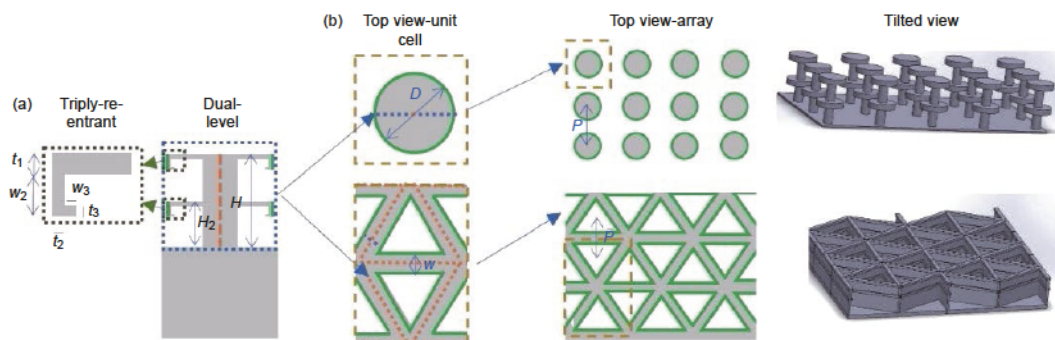 (b)
Top view-unit
cell
Top view-array
Tilted view
(a)
Triply-re-
entrant
Dual-
level
D
P
t1
w2
w3
t3
t2
H2
H
w
P